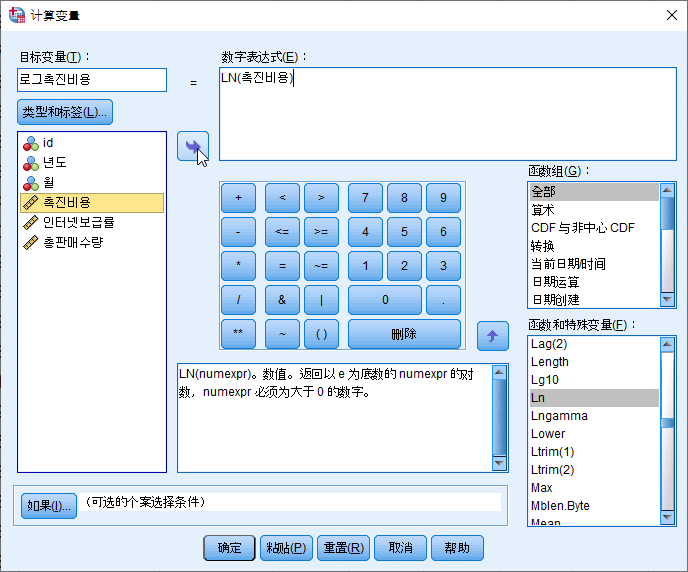 计算变量
目标变量(T)：
数字表达式(E)：
로그촉진비용
=
LN(촉진비용)
类型和标签(L)...
id
년도
월
촉진비용
인터넷보급률
총판매수량
+ < > 7 8 9
- <= >= 4 5 6
* = ~= 1 2 3
/ & | 0 .
** ~ ( ) 删除
函数组(G)：
全部
算术
CDF 与非中心 CDF
转换
当前日期/时间
日期运算
日期创建
函数和特殊变量(F)：
Lag(2)
Length
Lg10
Ln
Lngamma
Lower
Ltrim(1)
Ltrim(2)
Max
Mblen.Byte
Mean
LN(numexpr)。数值。返回以 e 为底数的 numexpr 的对
数，numexpr 必须为大于 0 的数字。
如果(I)...
（可选的个案选择条件）
确定 粘贴(P) 重置(R) 取消 帮助